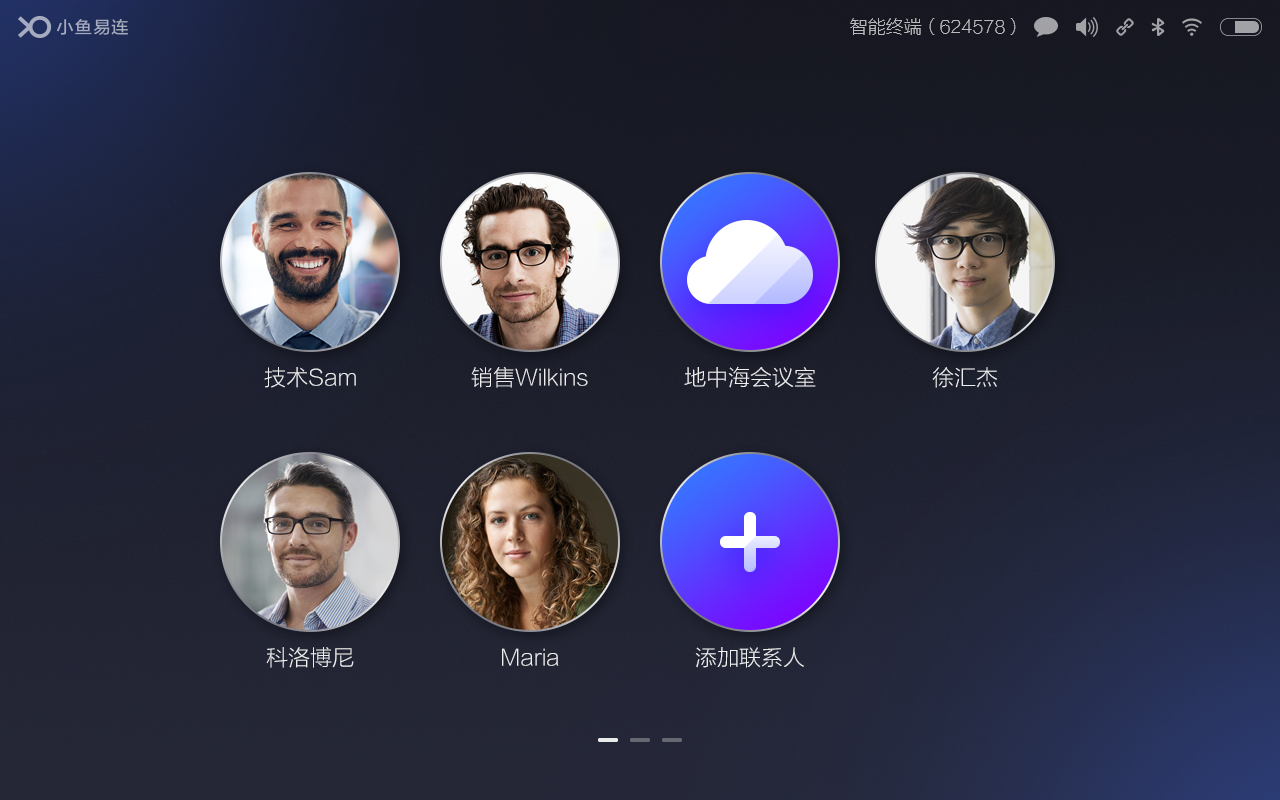 小鱼易连
智能终端（624578）
技术Sam
销售Wilkins
地中海会议室
徐汇杰
科洛博尼
Maria
添加联系人